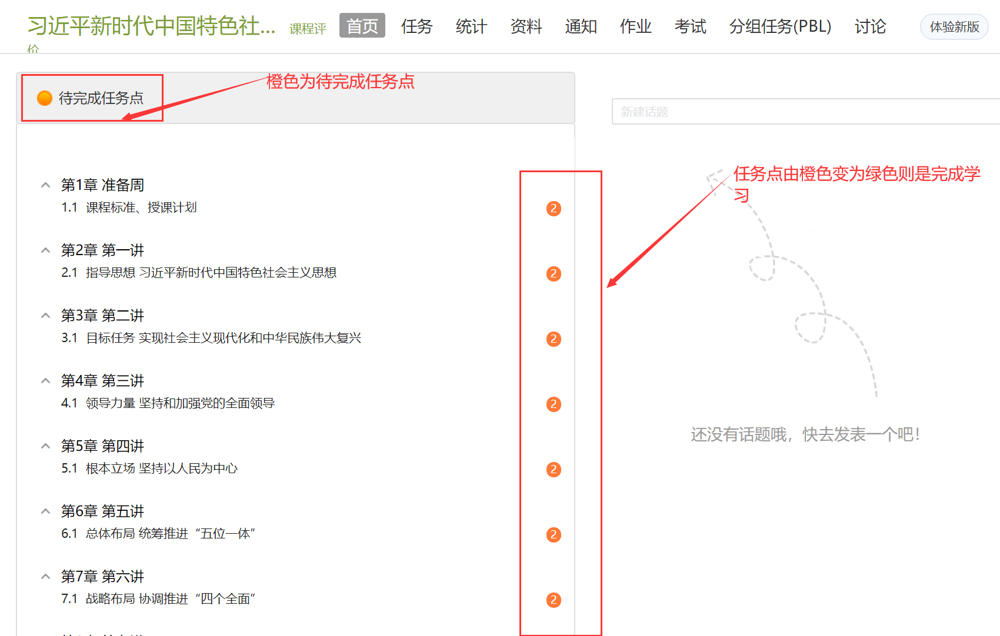 习近平新时代中国特色社... 课程评
价
首页 任务 统计 资料 通知 作业 考试 分组任务(PBL) 讨论 体验新版
橙色为待完成任务点
待完成任务点
新建话题
任务点由橙色变为绿色则是完成学
习
第1章 准备周
1.1 课程标准、授课计划 2
第2章 第一讲
2.1 指导思想 习近平新时代中国特色社会主义思想 2
第3章 第二讲
3.1 目标任务 实现社会主义现代化和中华民族伟大复兴 2
第4章 第三讲
4.1 领导力量 坚持和加强党的全面领导 2
还没有话题哦，快去发表一个吧！
第5章 第四讲
5.1 根本立场 坚持以人民为中心 2
第6章 第五讲
6.1 总体布局 统筹推进“五位一体” 2
第7章 第六讲
7.1 战略布局 协调推进“四个全面” 2